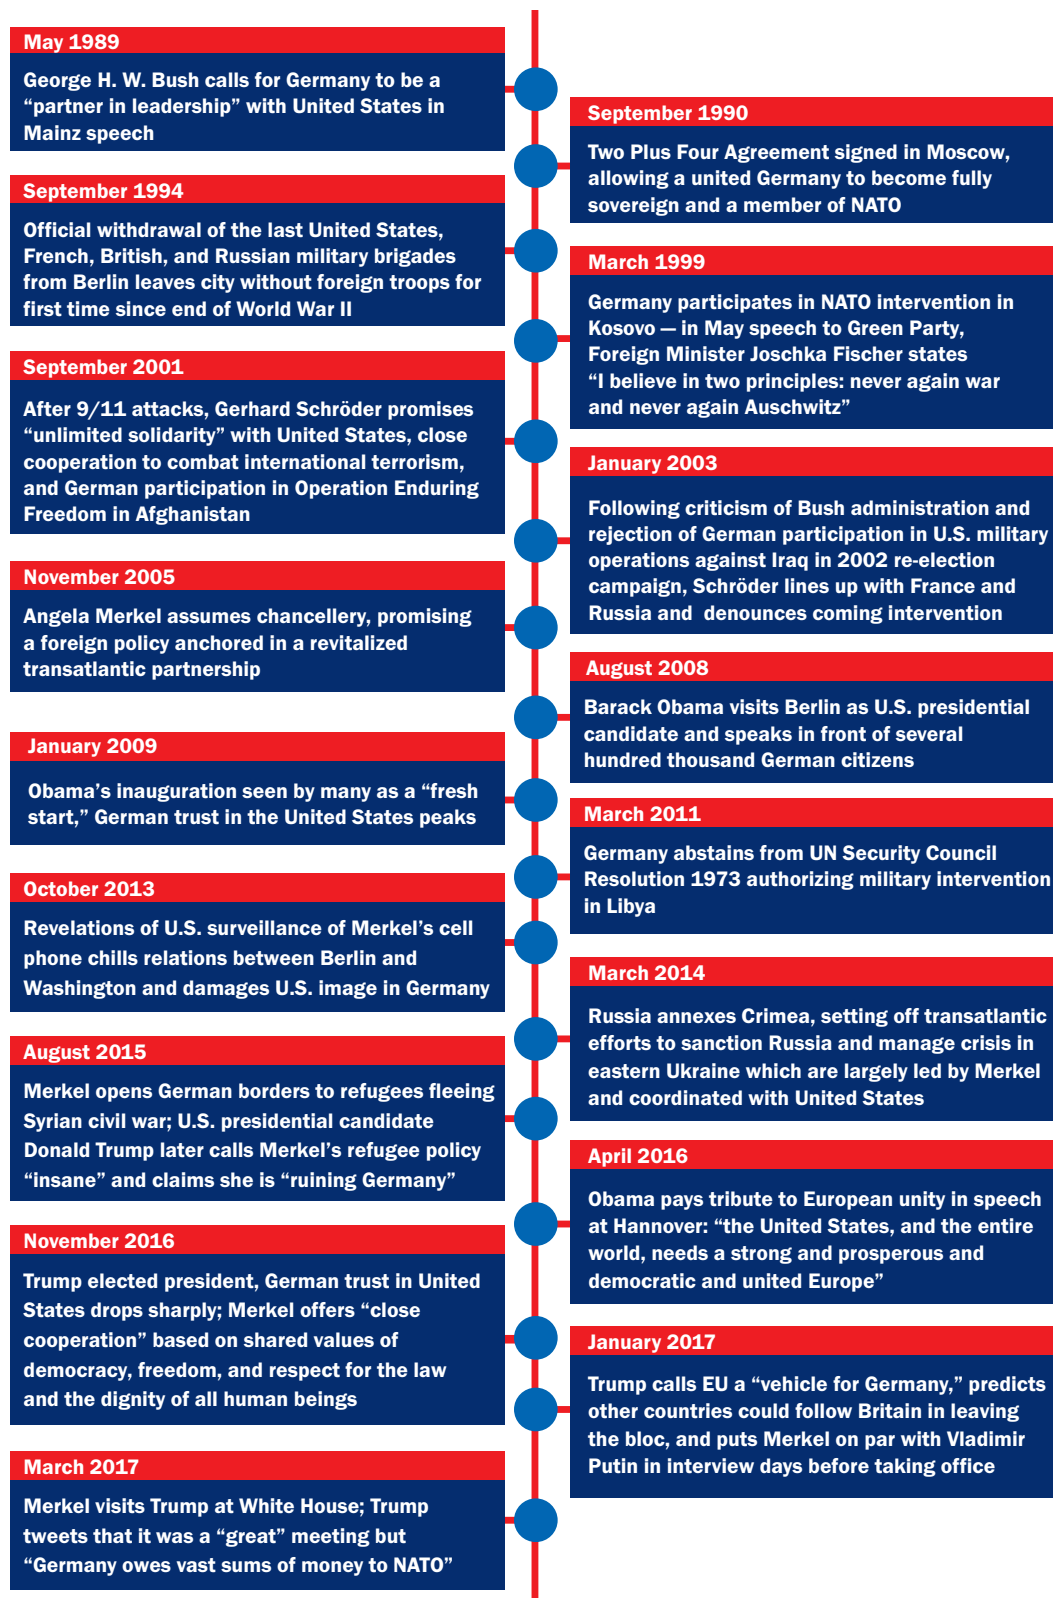 May 1989
George H. W. Bush calls for Germany to be a
“partner in leadership” with United States in
Mainz speech
September 1990
Two Plus Four Agreement signed in Moscow,
allowing a united Germany to become fully
sovereign and a member of NATO
September 1994
Official withdrawal of the last United States,
French, British, and Russian military brigades
from Berlin leaves city without foreign troops for
first time since end of World War II
March 1999
Germany participates in NATO intervention in
Kosovo — in May speech to Green Party,
Foreign Minister Joschka Fischer states
“I believe in two principles: never again war
and never again Auschwitz”
September 2001
After 9/11 attacks, Gerhard Schröder promises
“unlimited solidarity” with United States, close
cooperation to combat international terrorism,
and German participation in Operation Enduring
Freedom in Afghanistan
January 2003
Following criticism of Bush administration and
rejection of German participation in U.S. military
operations against Iraq in 2002 re-election
campaign, Schröder lines up with France and
Russia and denounces coming intervention
November 2005
Angela Merkel assumes chancellery, promising
a foreign policy anchored in a revitalized
transatlantic partnership
August 2008
Barack Obama visits Berlin as U.S. presidential
candidate and speaks in front of several
hundred thousand German citizens
January 2009
Obama’s inauguration seen by many as a “fresh
start,” German trust in the United States peaks
March 2011
Germany abstains from UN Security Council
Resolution 1973 authorizing military intervention
in Libya
October 2013
Revelations of U.S. surveillance of Merkel’s cell
phone chills relations between Berlin and
Washington and damages U.S. image in Germany
March 2014
Russia annexes Crimea, setting off transatlantic
efforts to sanction Russia and manage crisis in
eastern Ukraine which are largely led by Merkel
and coordinated with United States
August 2015
Merkel opens German borders to refugees fleeing
Syrian civil war; U.S. presidential candidate
Donald Trump later calls Merkel’s refugee policy
“insane” and claims she is “ruining Germany”
April 2016
Obama pays tribute to European unity in speech
at Hannover: “the United States, and the entire
world, needs a strong and prosperous and
democratic and united Europe”
November 2016
Trump elected president, German trust in United
States drops sharply; Merkel offers “close
cooperation” based on shared values of
democracy, freedom, and respect for the law
and the dignity of all human beings
January 2017
Trump calls EU a “vehicle for Germany,” predicts
other countries could follow Britain in leaving
the bloc, and puts Merkel on par with Vladimir
Putin in interview days before taking office
March 2017
Merkel visits Trump at White House; Trump
tweets that it was a “great” meeting but
“Germany owes vast sums of money to NATO”